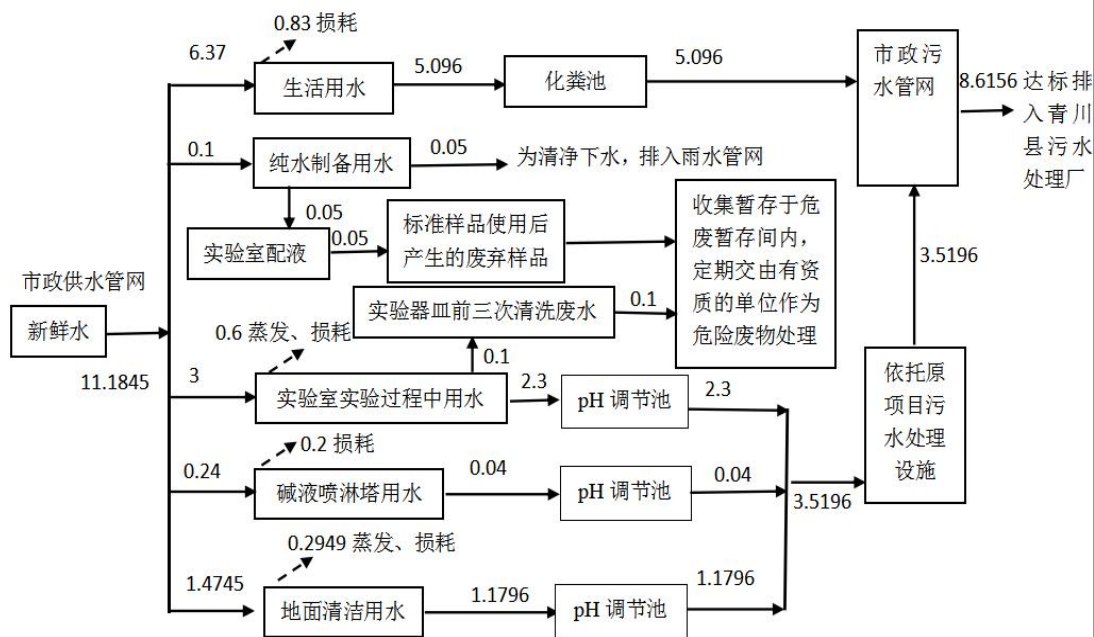 0.83 损耗
6.37
生活用水
5.096
化粪池
5.096
市政污
水管网
8.6156
达标排
入青川
县污水
处理厂
0.1
纯水制备用水
0.05
为清净下水，排入雨水管网
0.05
实验室配液
0.05
标准样品使用后
产生的废弃样品
收集暂存于危
废暂存间内，
定期交由有资
质的单位作为
危险废物处理
3.5196
市政供水管网
新鲜水
11.1845
实验器皿前三次清洗废水
0.1
0.6 蒸发、损耗
0.1
3
实验室实验过程中用水
2.3
pH 调节池
2.3
依托原
项目污
水处理
设施
0.2 损耗
0.24
碱液喷淋塔用水
0.04
pH 调节池
0.04
3.5196
0.2949 蒸发、损耗
1.4745
地面清洁用水
1.1796
pH 调节池
1.1796